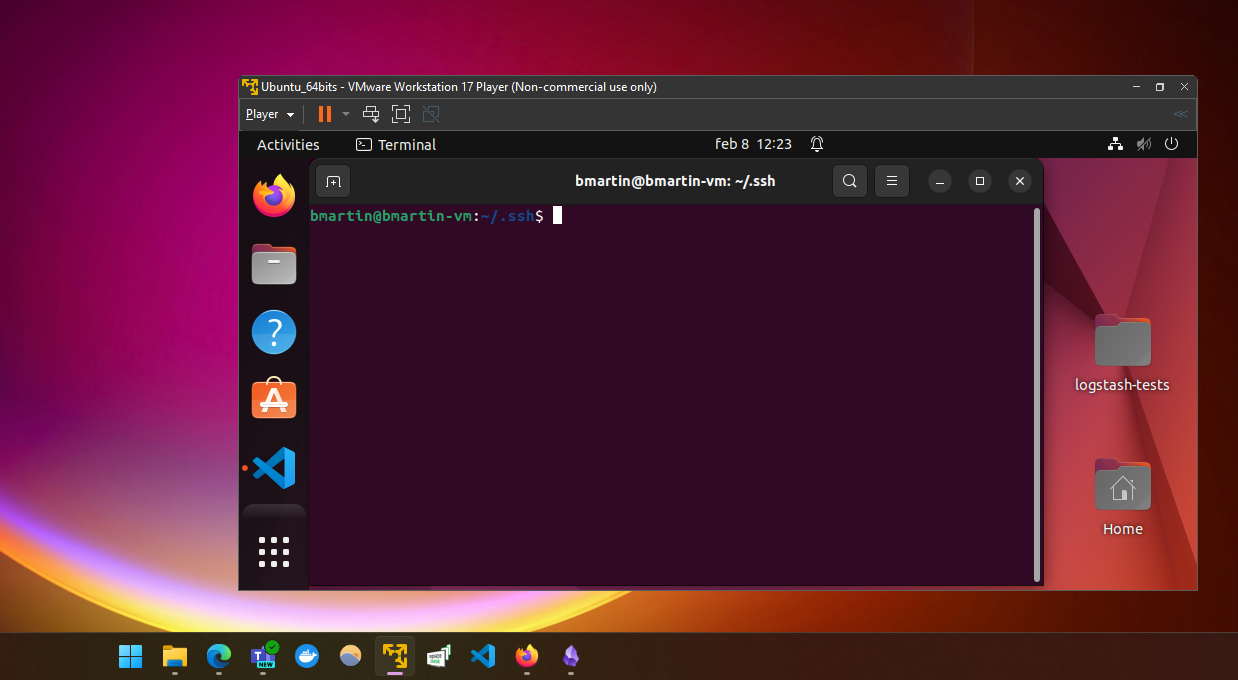 Ubuntu_64bits - VMware Workstation 17 Player (Non-commercial use only)
Player
Activities
Terminal
feb 8 12:23
bmartin@bmartin-vm: ~/.ssh
bmartin@bmartin-vm:~/.ssh$
logstash-tests
Home
NEW